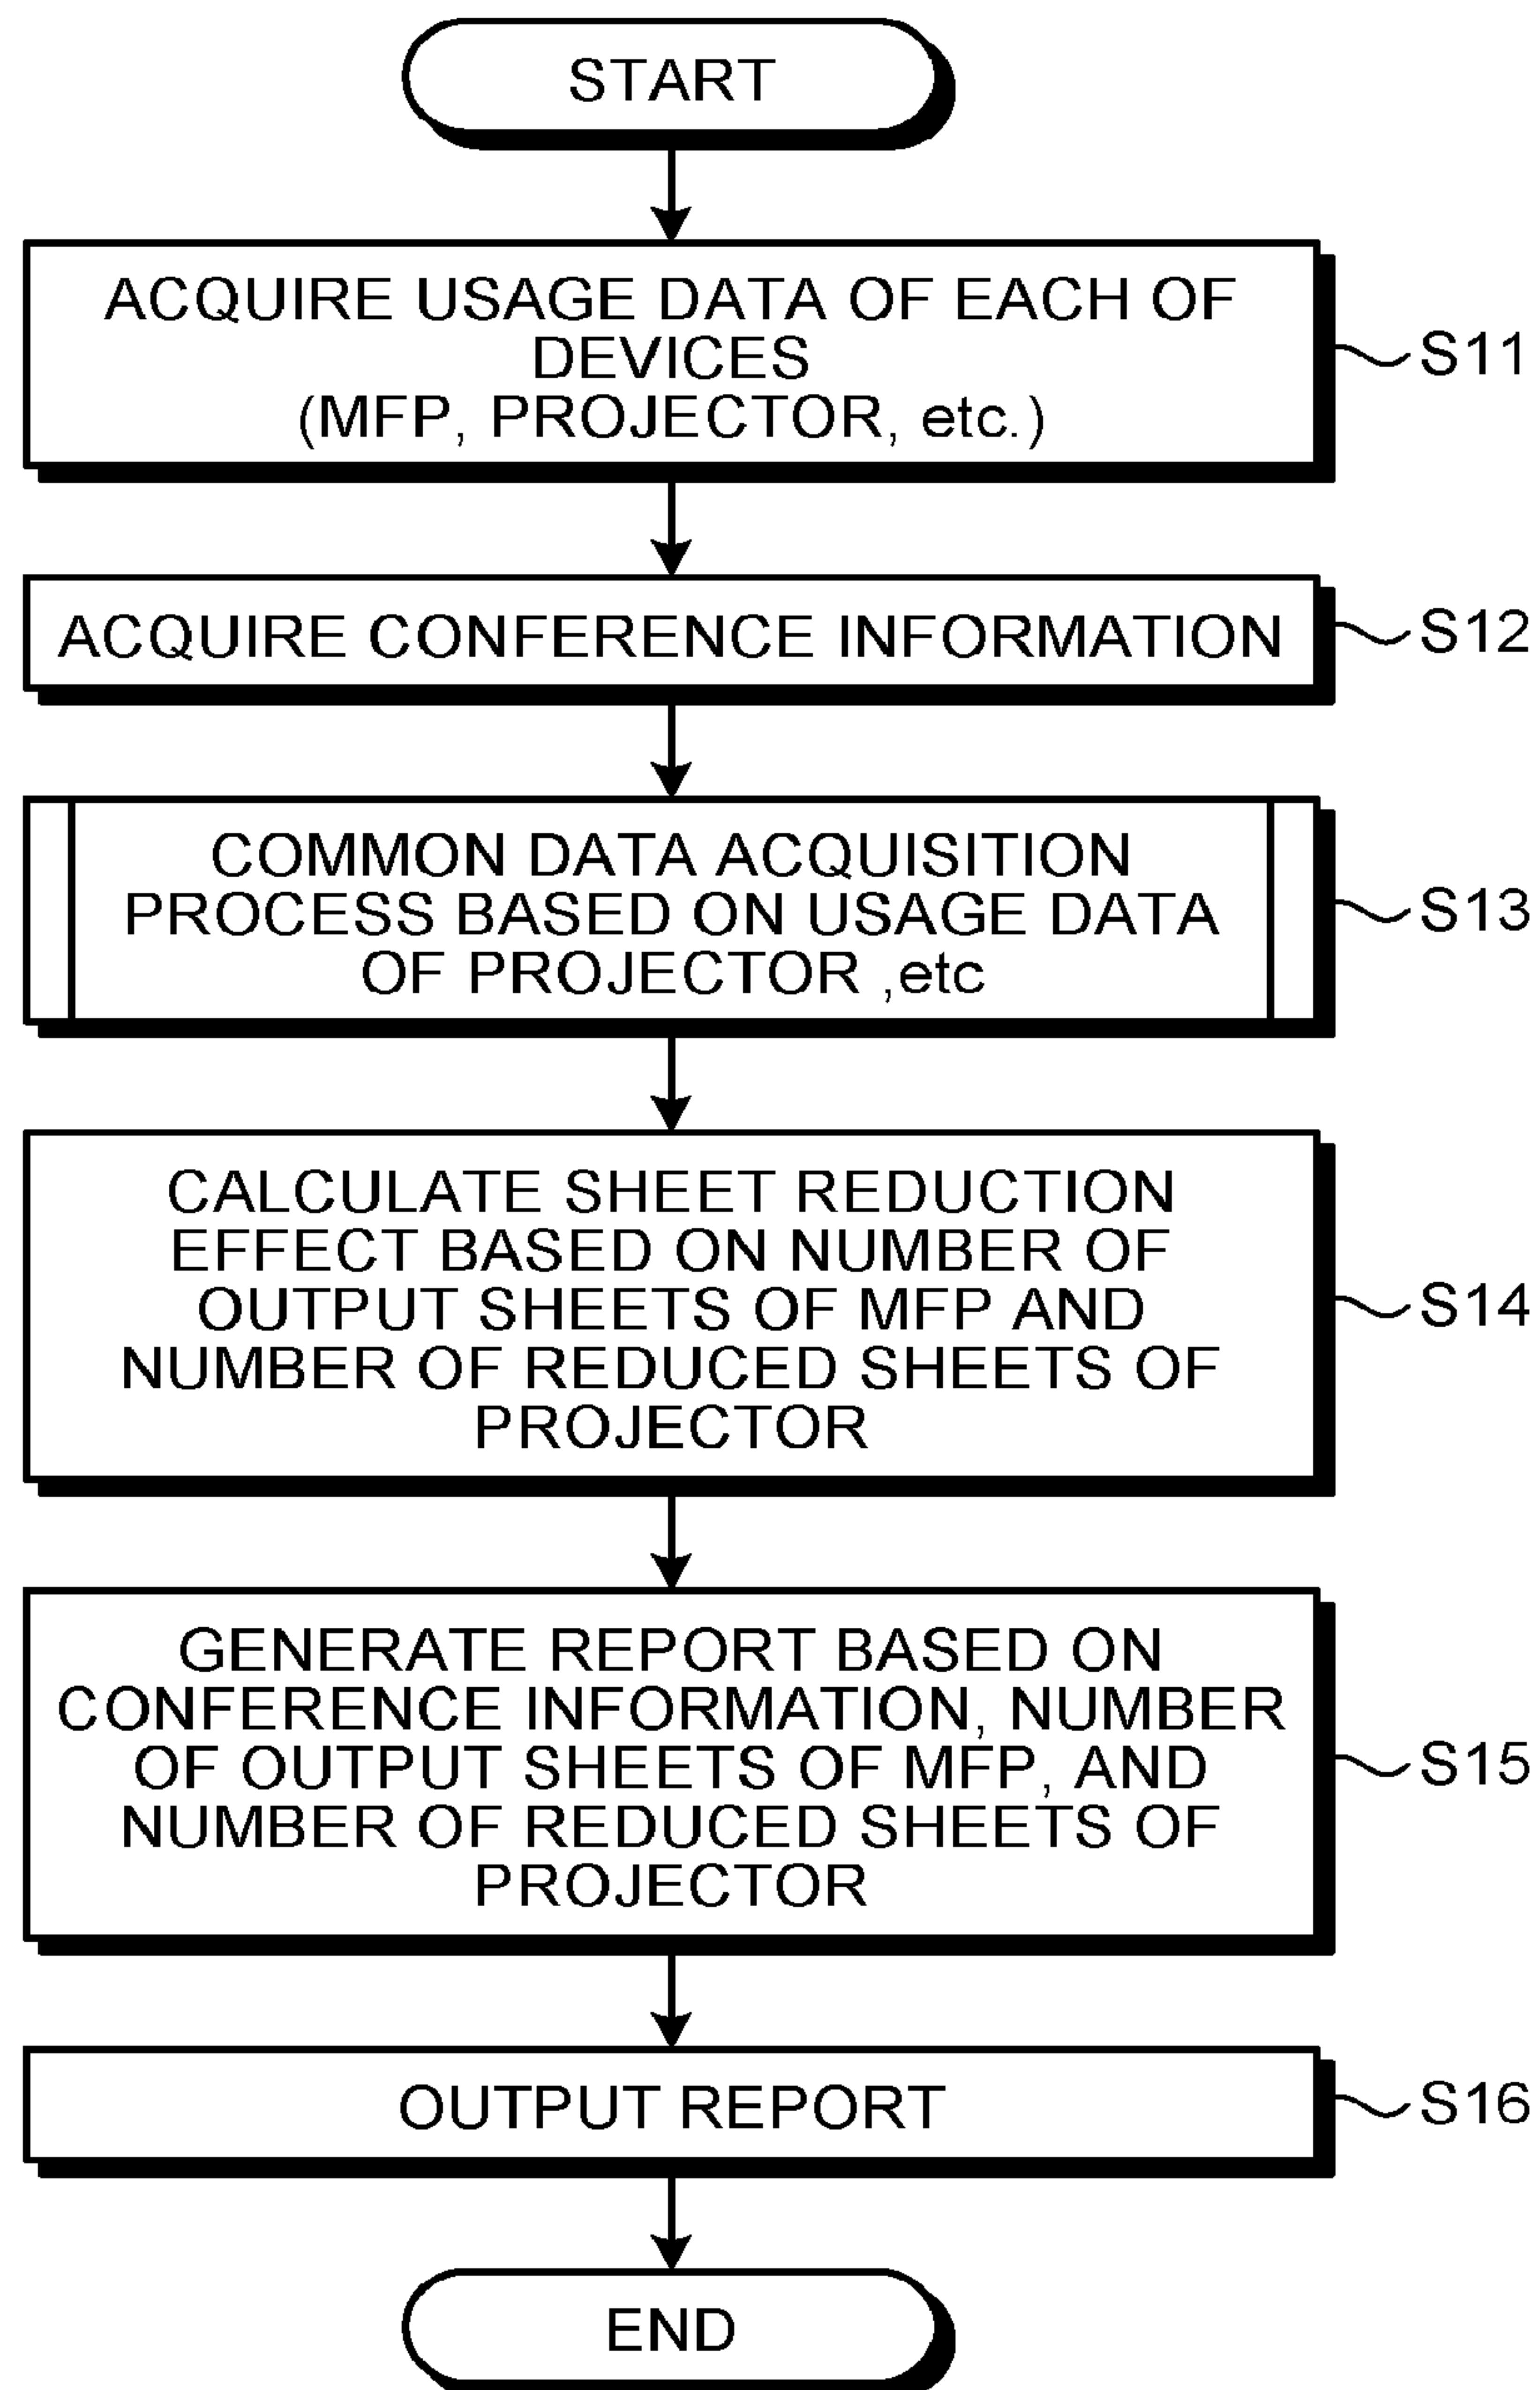 START
ACQUIRE USAGE DATA OF EACH OF
DEVICES
(MFP, PROJECTOR, etc.)
S11
ACQUIRE CONFERENCE INFORMATION
S12
COMMON DATA ACQUISITION
PROCESS BASED ON USAGE DATA
OF PROJECTOR ,etc
S13
CALCULATE SHEET REDUCTION
EFFECT BASED ON NUMBER OF
OUTPUT SHEETS OF MFP AND
NUMBER OF REDUCED SHEETS OF
PROJECTOR
S14
GENERATE REPORT BASED ON
CONFERENCE INFORMATION, NUMBER
OF OUTPUT SHEETS OF MFP, AND
NUMBER OF REDUCED SHEETS OF
PROJECTOR
S15
OUTPUT REPORT
S16
END